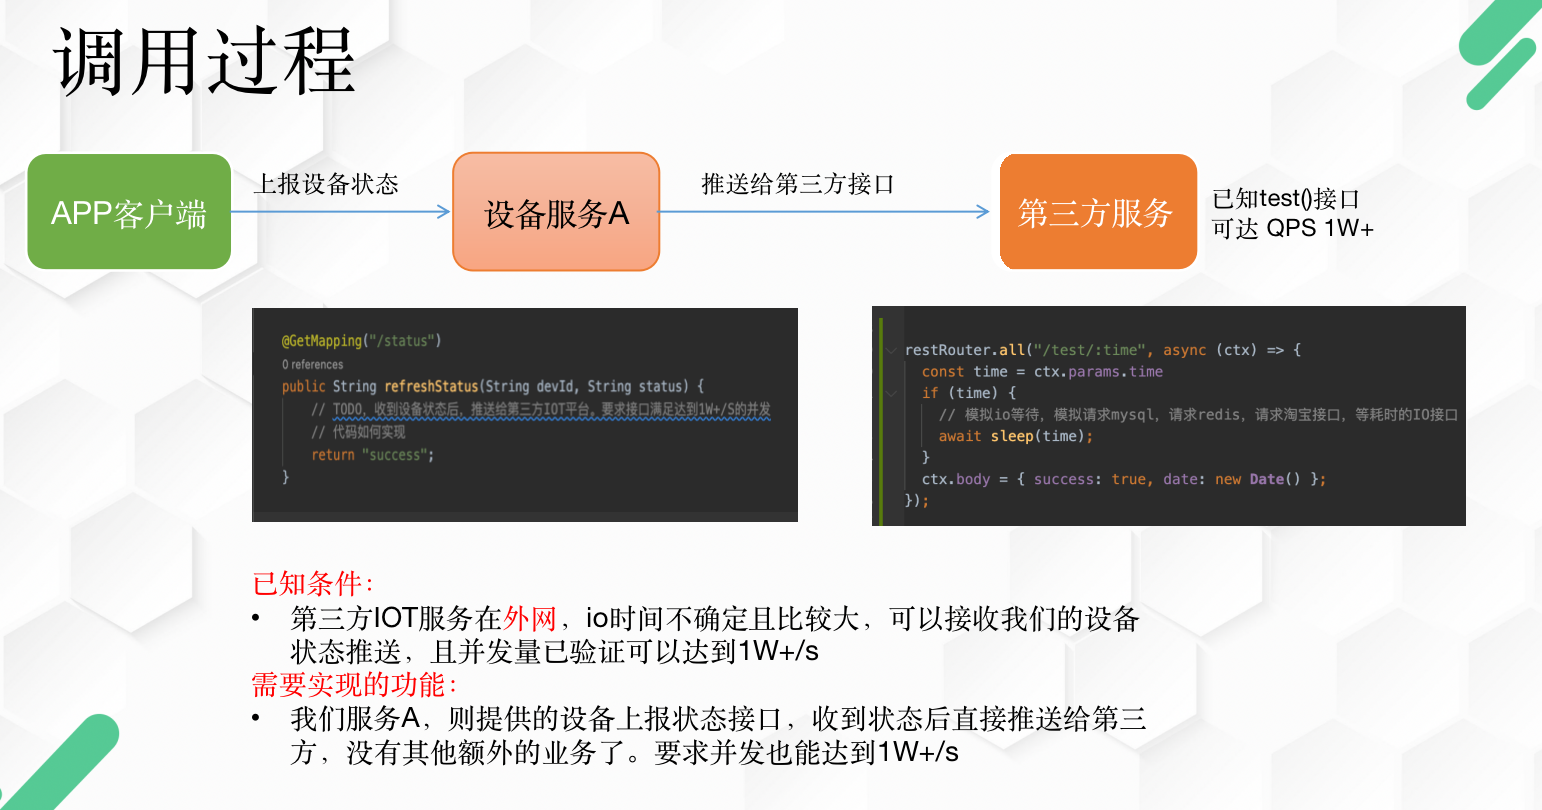 调用过程
APP客户端
上报设备状态
设备服务A
推送给第三方接口
第三方服务
已知test()接口
可达 QPS 1W+
@GetMapping("/status")
0 references
public String refreshStatus(String devId, String status) {
// TODO，收到设备状态后，推送给第三方IOT平台。要求接口满足达到1W+/S的并发
// 代码如何实现
return "success";
}
restRouter.all("/test/:time", async (ctx) => {
const time = ctx.params.time
if (time) {
// 模拟io等待，模拟请求mysql，请求redis，请求淘宝接口，等耗时的IO接口
await sleep(time);
}
ctx.body = { success: true, date: new Date() };
});
已知条件：
• 第三方IOT服务在外网，io时间不确定且比较大，可以接收我们的设备
状态推送，且并发量已验证可以达到1W+/s
需要实现的功能：
• 我们服务A，则提供的设备上报状态接口，收到状态后直接推送给第三
方，没有其他额外的业务了。要求并发也能达到1W+/s